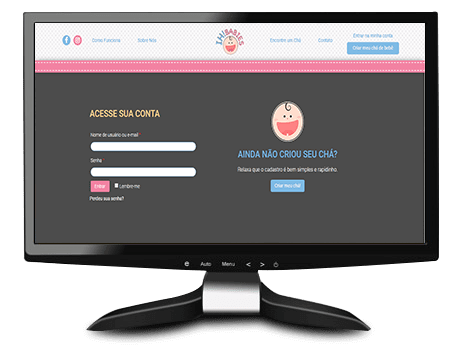 Como Funciona
Sobre Nós
IHIBABIES
Encontre um Chá
Contato
Entrar na minha conta
Criar meu chá de bebê!
ACESSE SUA CONTA
Nome de usuário ou e-mail
Senha
Entrar
Lembre-me
Perdeu sua senha?
AINDA NÃO CRIOU SEU CHÁ?
Relaxa que o cadastro é bem simples e rapidinho
Criar meu chá!
e Auto Menu < >